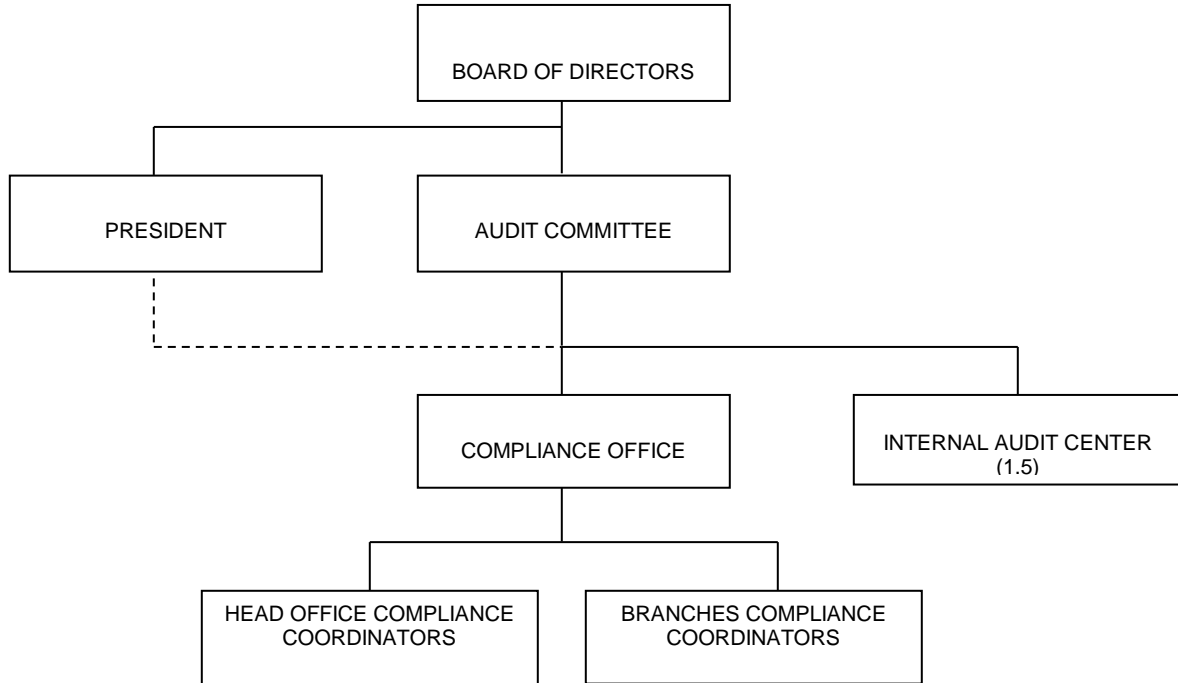 BOARD OF DIRECTORS
PRESIDENT
AUDIT COMMITTEE
COMPLIANCE OFFICE
INTERNAL AUDIT CENTER
(1.5)
HEAD OFFICE COMPLIANCE
COORDINATORS
BRANCHES COMPLIANCE
COORDINATORS